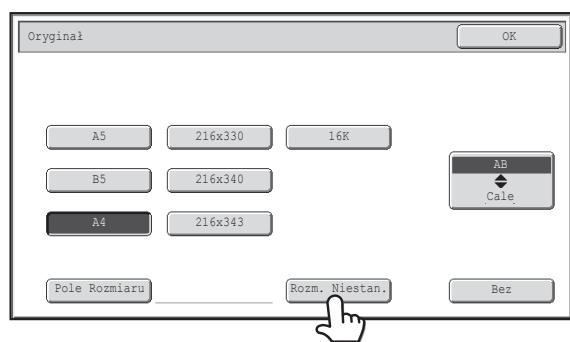 Oryginał
OK
A5
216x330
16K
B5
216x340
A4
216x343
AB
Cale
Pole Rozmiaru
Rozm. Niestan.
Bez